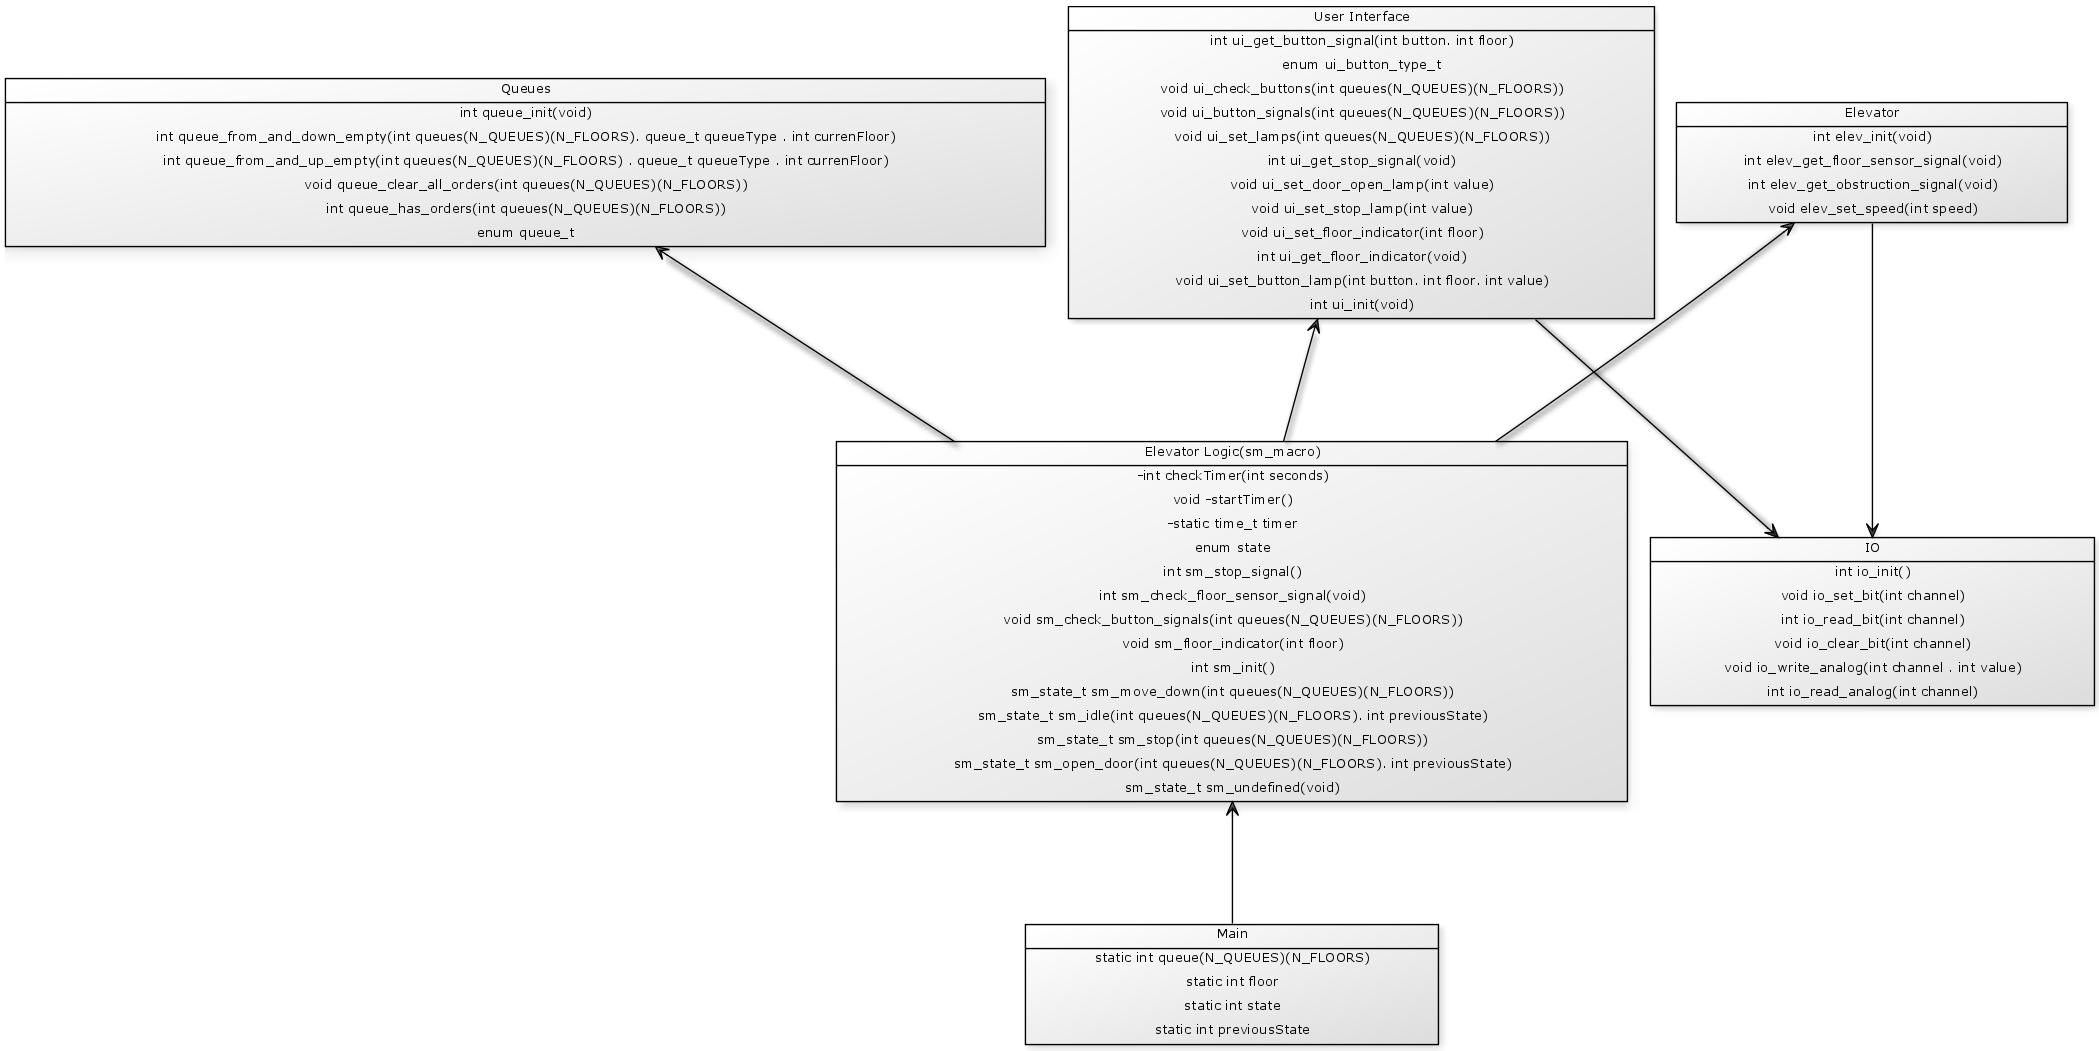 Queues
int queue_init(void)
int queue_from_and_down_empty(int queues(N_QUEUES)(N_FLOORS). queue_t queueType . int currenFloor)
int queue_from_and_up_empty(int queues(N_QUEUES)(N_FLOORS) . queue_t queueType . int currenFloor)
void queue_clear_all_orders(int queues(N_QUEUES)(N_FLOORS))
int queue_has_orders(int queues(N_QUEUES)(N_FLOORS))
enum queue_t
User Interface
int ui_get_button_signal(int button. int floor)
enum ui_button_type_t
void ui_check_buttons(int queues(N_QUEUES)(N_FLOORS))
void ui_button_signals(int queues(N_QUEUES)(N_FLOORS))
void ui_set_lamps(int queues(N_QUEUES)(N_FLOORS))
int ui_get_stop_signal(void)
void ui_set_door_open_lamp(int value)
void ui_set_stop_lamp(int value)
void ui_set_floor_indicator(int floor)
int ui_get_floor_indicator(void)
void ui_set_button_lamp(int button. int floor. int value)
int ui_init(void)
Elevator
int elev_init(void)
int elev_get_floor_sensor_signal(void)
int elev_get_obstruction_signal(void)
void elev_set_speed(int speed)
Elevator Logic(sm_macro)
-int checkTimer(int seconds)
void -startTimer()
-static time_t timer
enum state
int sm_stop_signal()
int sm_check_floor_sensor_signal(void)
void sm_check_button_signals(int queues(N_QUEUES)(N_FLOORS))
void sm_floor_indicator(int floor)
int sm_init()
sm_state_t sm_move_down(int queues(N_QUEUES)(N_FLOORS))
sm_state_t sm_idle(int queues(N_QUEUES)(N_FLOORS). int previousState)
sm_state_t sm_stop(int queues(N_QUEUES)(N_FLOORS))
sm_state_t sm_open_door(int queues(N_QUEUES)(N_FLOORS). int previousState)
sm_state_t sm_undefined(void)
IO
int io_init()
void io_set_bit(int channel)
int io_read_bit(int channel)
void io_clear_bit(int channel)
void io_write_analog(int channel . int value)
int io_read_analog(int channel)
Main
static int queue(N_QUEUES)(N_FLOORS)
static int floor
static int state
static int previousState